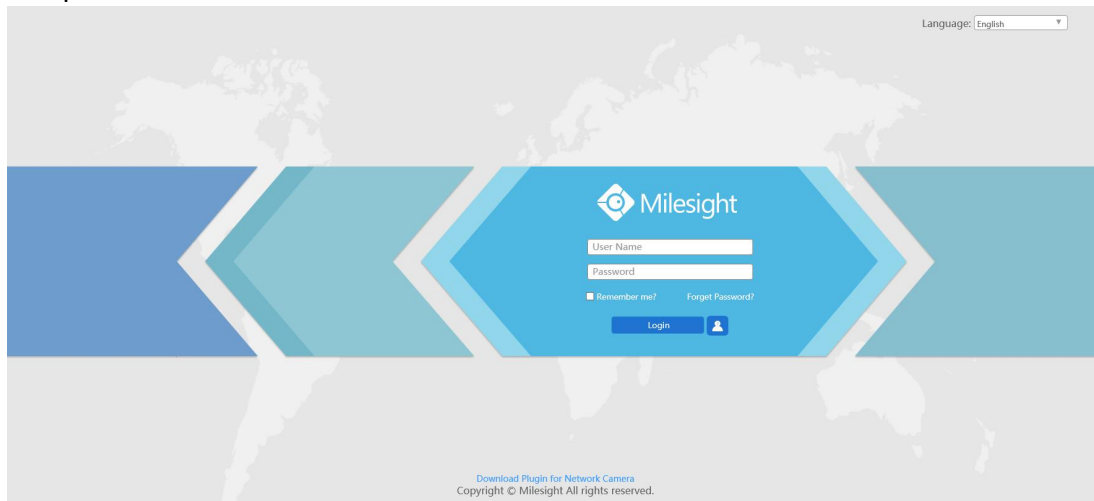 Language: English
Milesight
User Name
Password
Remember me? Forget Password?
Login
Download Plugin for Network Camera
Copyright © Milesight All rights reserved.